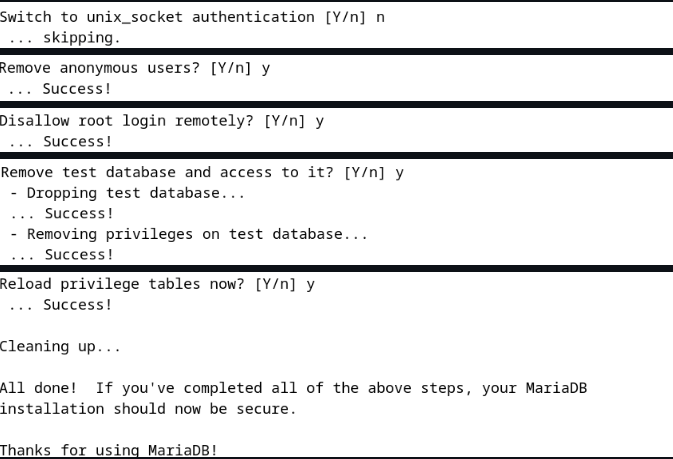 Switch to unix_socket authentication [Y/n] n
 ... skipping.
Remove anonymous users? [Y/n] y
 ... Success!
Disallow root login remotely? [Y/n] y
 ... Success!
Remove test database and access to it? [Y/n] y
 - Dropping test database...
 ... Success!
 - Removing privileges on test database...
 ... Success!
Reload privilege tables now? [Y/n] y
 ... Success!
Cleaning up...
All done!  If you've completed all of the above steps, your MariaDB
installation should now be secure.
Thanks for using MariaDB!